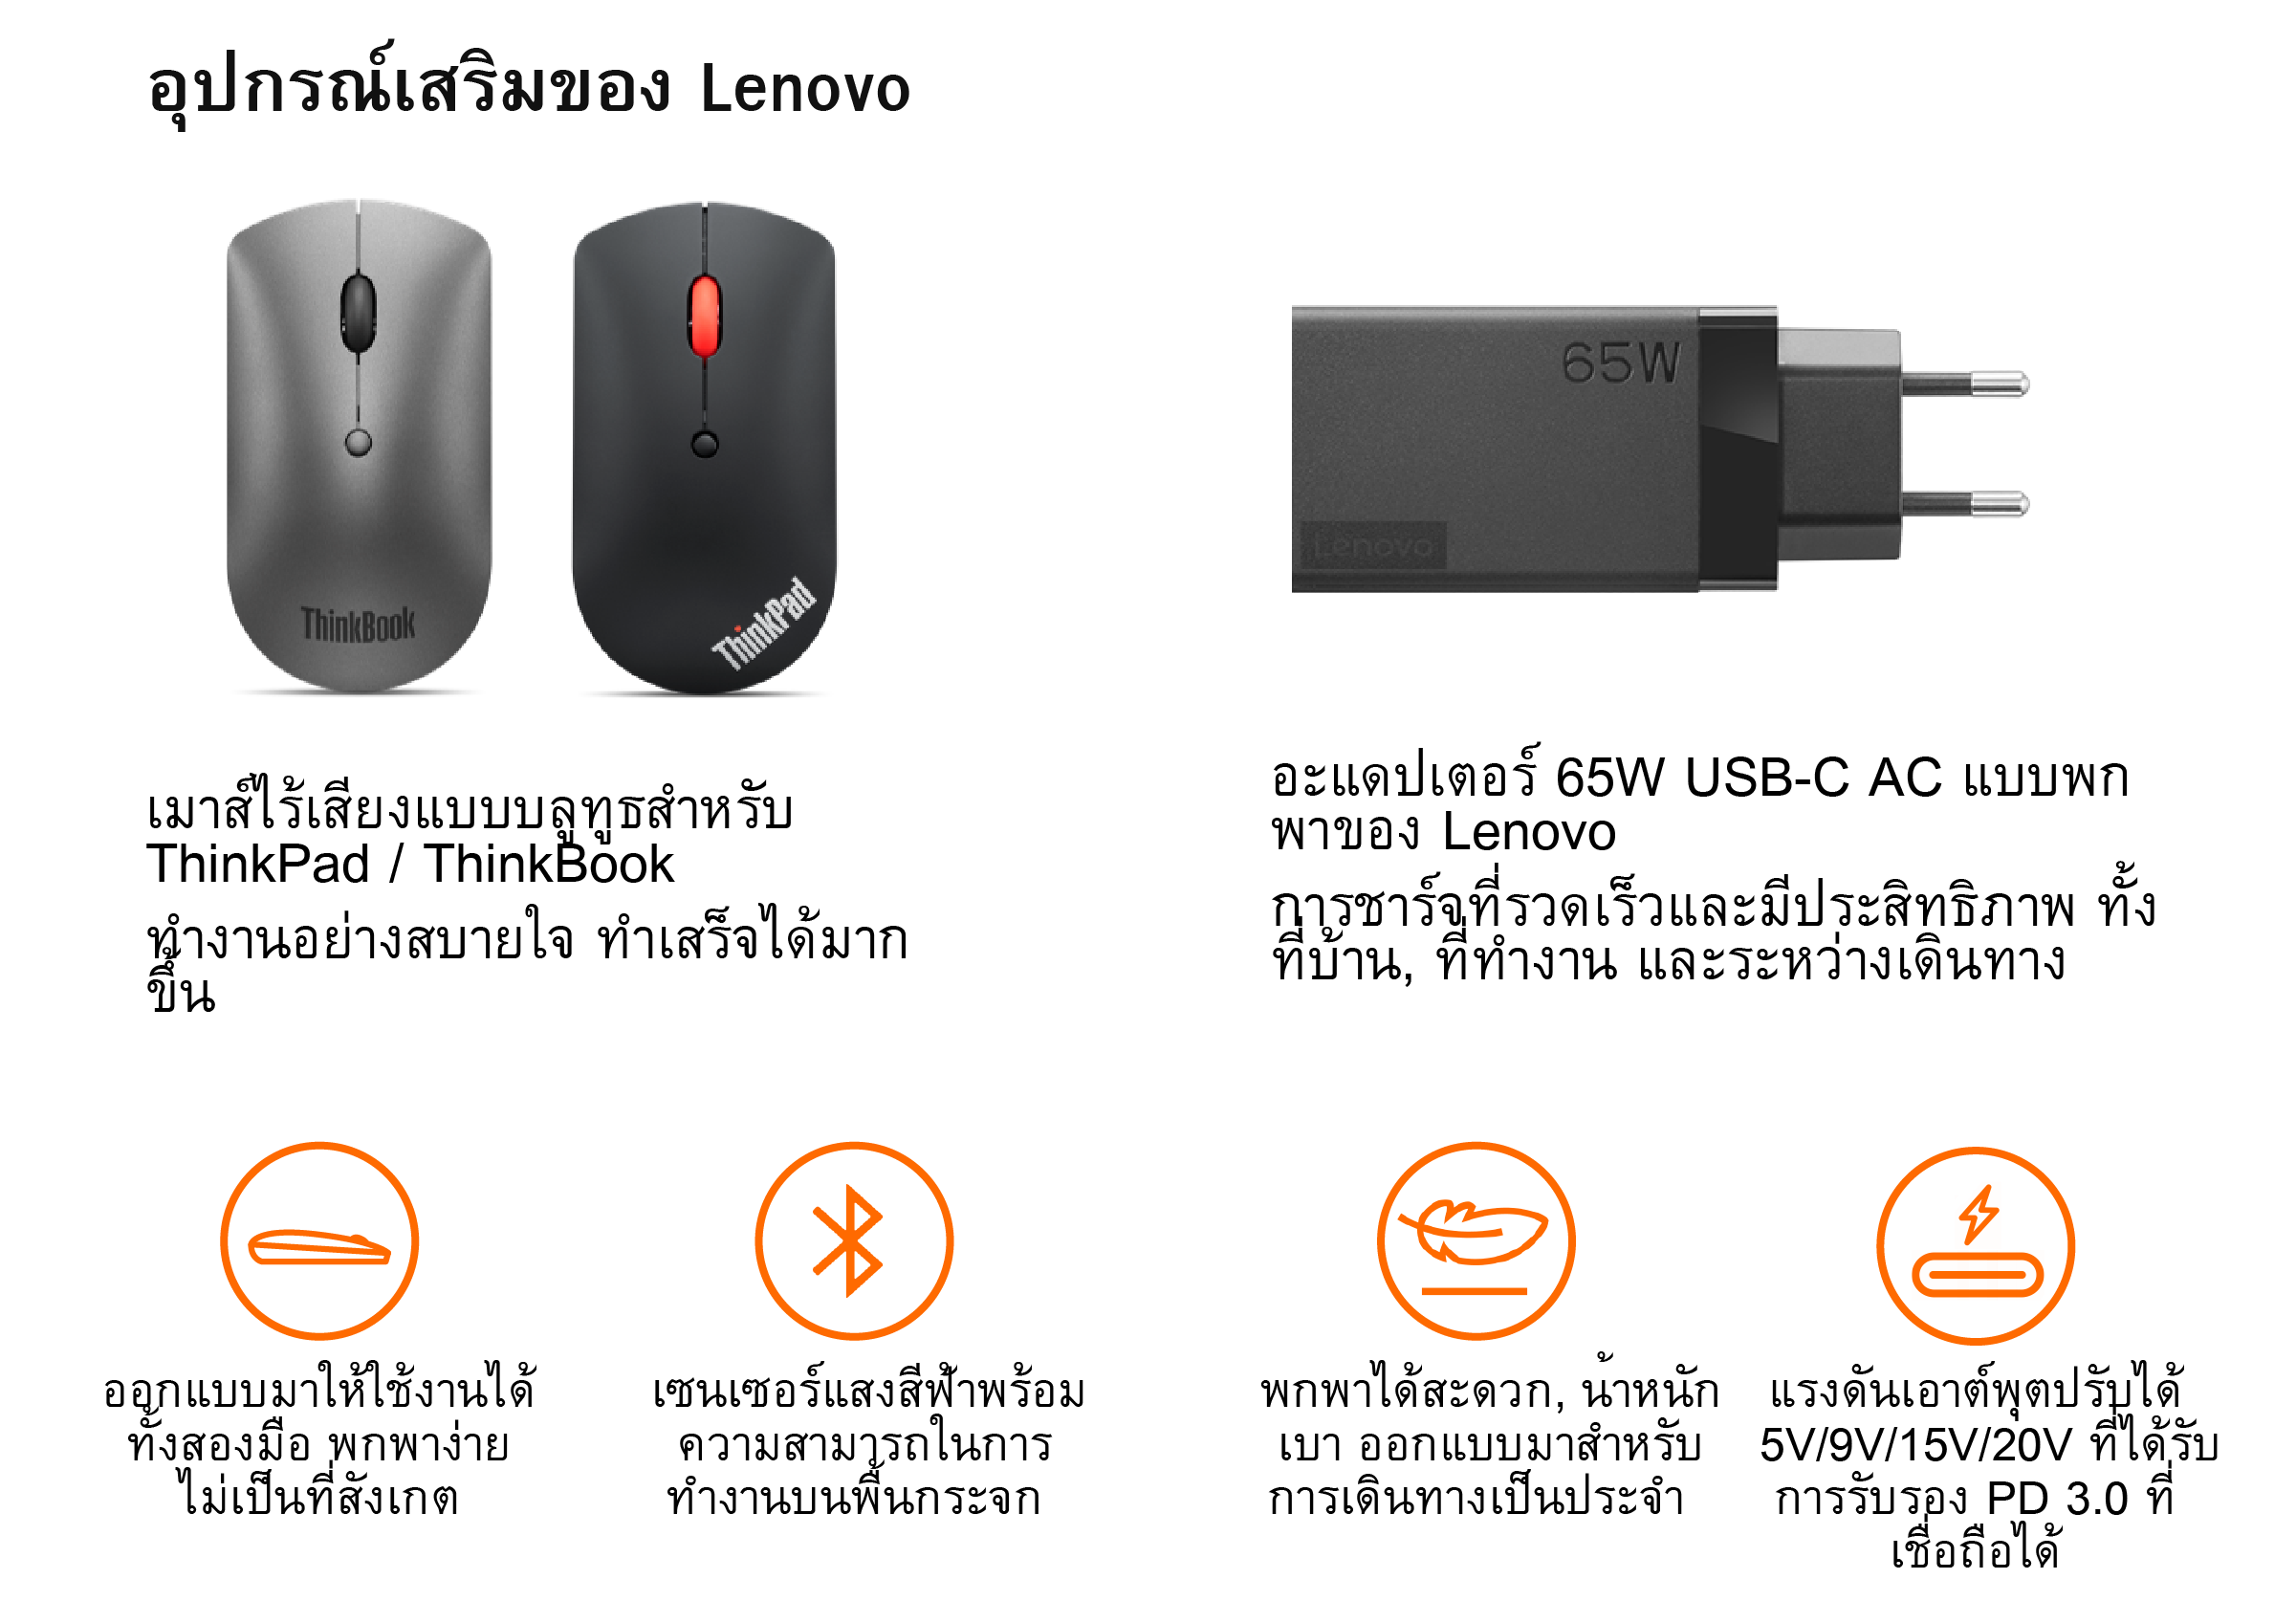 อุปกรณ์เสริมของ Lenovo
ThinkBook
ThinkPad
65W
Lenovo
เมาส์ไร้เสียงแบบบลูทูธสำหรับ
ThinkPad / ThinkBook
ทำงานอย่างสบายใจ ทำเสร็จได้มาก
ขึ้น
อะแดปเตอร์ 65W USB-C AC แบบพก
พาของ Lenovo
การชาร์จที่รวดเร็วและมีประสิทธิภาพ ทั้ง
ที่บ้าน, ที่ทำงาน และระหว่างเดินทาง
ออกแบบมาให้ใช้งานได้
ทั้งสองมือ พกพาง่าย
ไม่เป็นที่สังเกต
เซนเซอร์แสงสีฟ้าพร้อม
ความสามารถในการ
ทำงานบนพื้นกระจก
พกพาได้สะดวก, น้ำหนัก
เบา ออกแบบมาสำหรับ
การเดินทางเป็นประจำ
แรงดันเอาต์พุตปรับได้
5V/9V/15V/20V ที่ได้รับ
การรับรอง PD 3.0 ที่
เชื่อถือได้